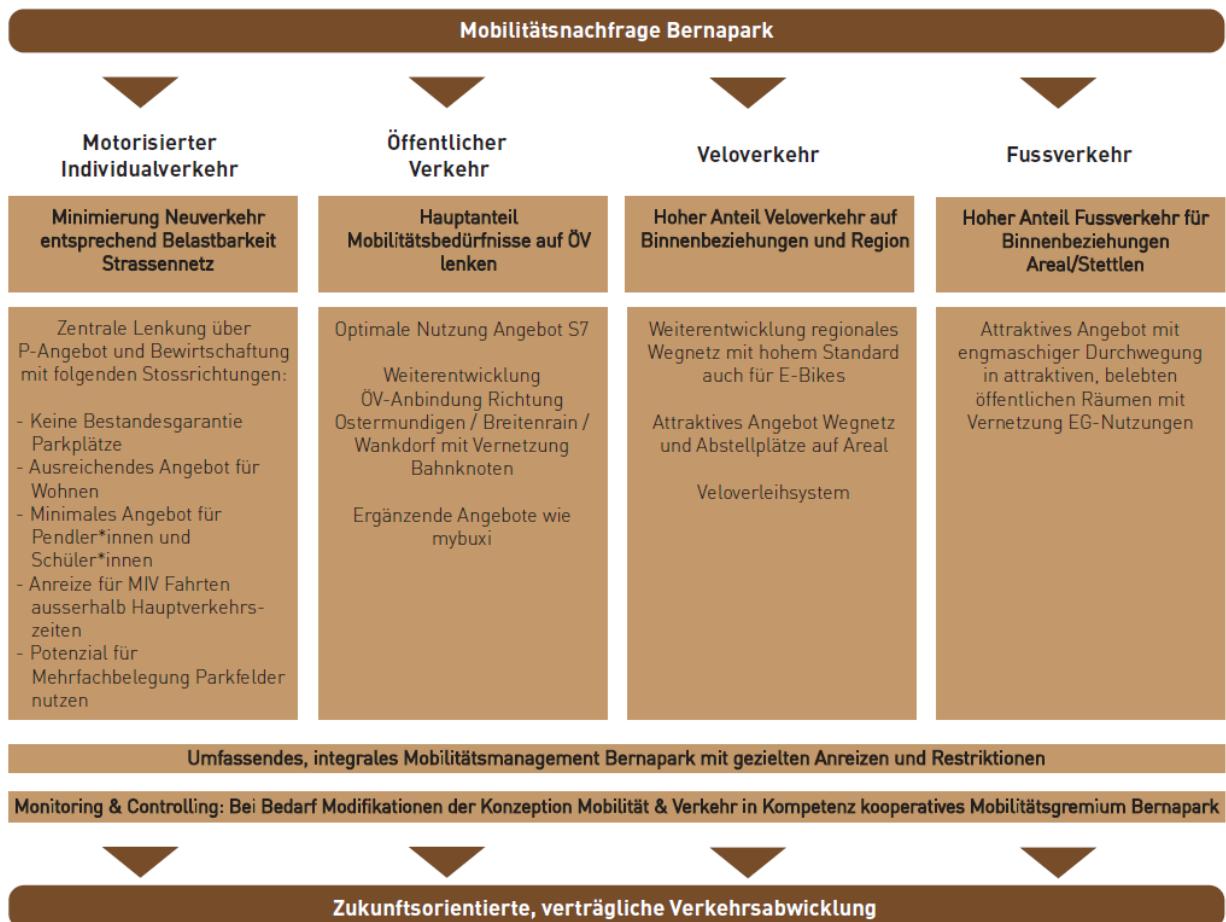 Mobilitätsnachfrage Bernapark
Motorisierter
Individualverkehr
Minimierung Neuverkehr
entsprechend Belastbarkeit
Strassennetz
Zentrale Lenkung über
P-Angebot und Bewirtschaftung
mit folgenden Stossrichtungen:
- Keine Bestandesgarantie
Parkplätze
- Ausreichendes Angebot für
Wohnen
- Minimales Angebot für
Pendler*innen und
Schüler*innen
- Anreize für MIV Fahrten
ausserhalb Hauptverkehrs-
zeiten
- Potenzial für
Mehrfachbelegung Parkfelder
nutzen
Öffentlicher
Verkehr
Hauptanteil
Mobilitätsbedürfnisse auf ÖV
lenken
Optimale Nutzung Angebot S7
Weiterentwicklung
ÖV-Anbindung Richtung
Ostermundigen / Breitenrain /
Wankdorf mit Vernetzung
Bahnknoten
Ergänzende Angebote wie
mybuxi
Veloverkehr
Hoher Anteil Veloverkehr auf
Binnenbeziehungen und Region
Weiterentwicklung regionales
Wegnetz mit hohem Standard
auch für E-Bikes
Attraktives Angebot Wegnetz
und Abstellplätze auf Areal
Veloverleihsystem
Fussverkehr
Hoher Anteil Fussverkehr für
Binnenbeziehungen
Areal/Stettlen
Attraktives Angebot mit
engmaschiger Durchwegung
in attraktiven, belebten
öffentlichen Räumen mit
Vernetzung EG-Nutzungen
Umfassendes, integrales Mobilitätsmanagement Bernapark mit gezielten Anreizen und Restriktionen
Monitoring & Controlling: Bei Bedarf Modifikationen der Konzeption Mobilität & Verkehr in Kompetenz kooperatives Mobilitätsgremium Bernapark
Zukunftsorientierte, verträgliche Verkehrsabwicklung